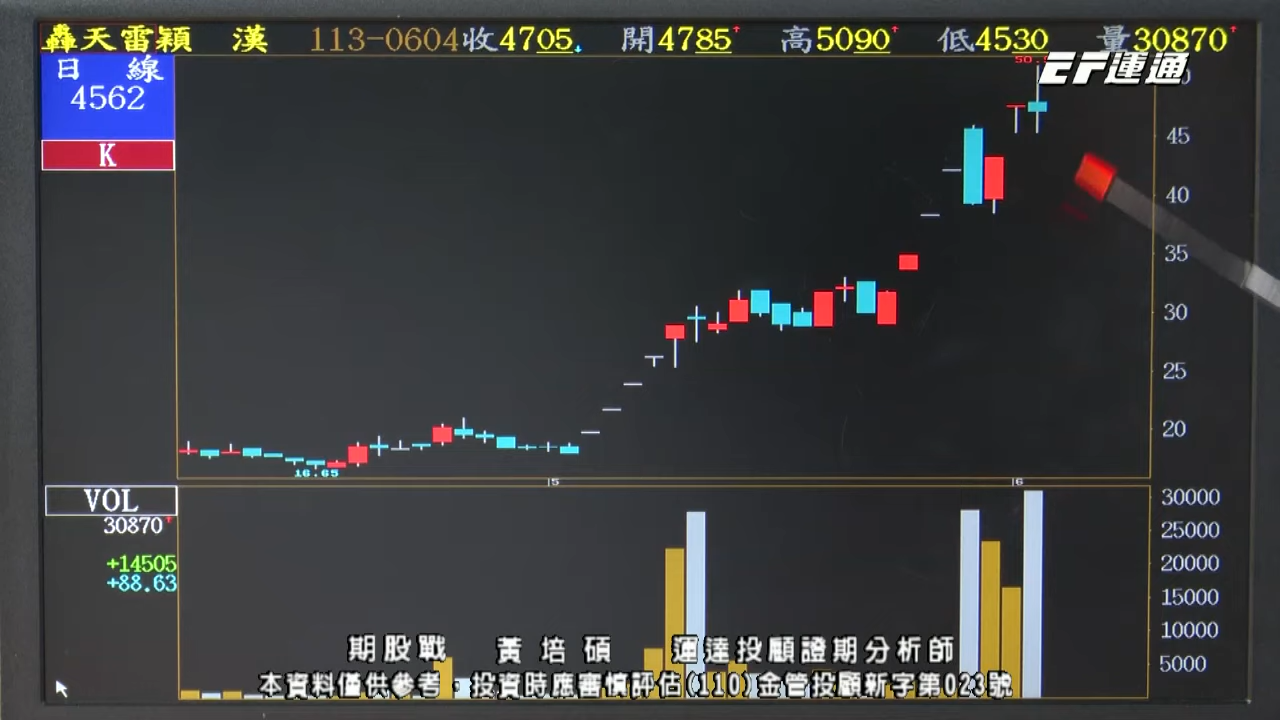 轟天雷穎 漢 113-0604收4705 開4785 高5090 低4530 量30870
EF運通
日 線
4562
K
45
40
35
30
25
20
16.65
5
6
VOL
30870
+14505
+88.63
30000
25000
20000
15000
10000
5000
期股戰 黃培碩 運達投顧證期分析師
本資料僅供參考,投資時應審慎評估(110)金管投顧新字第023號